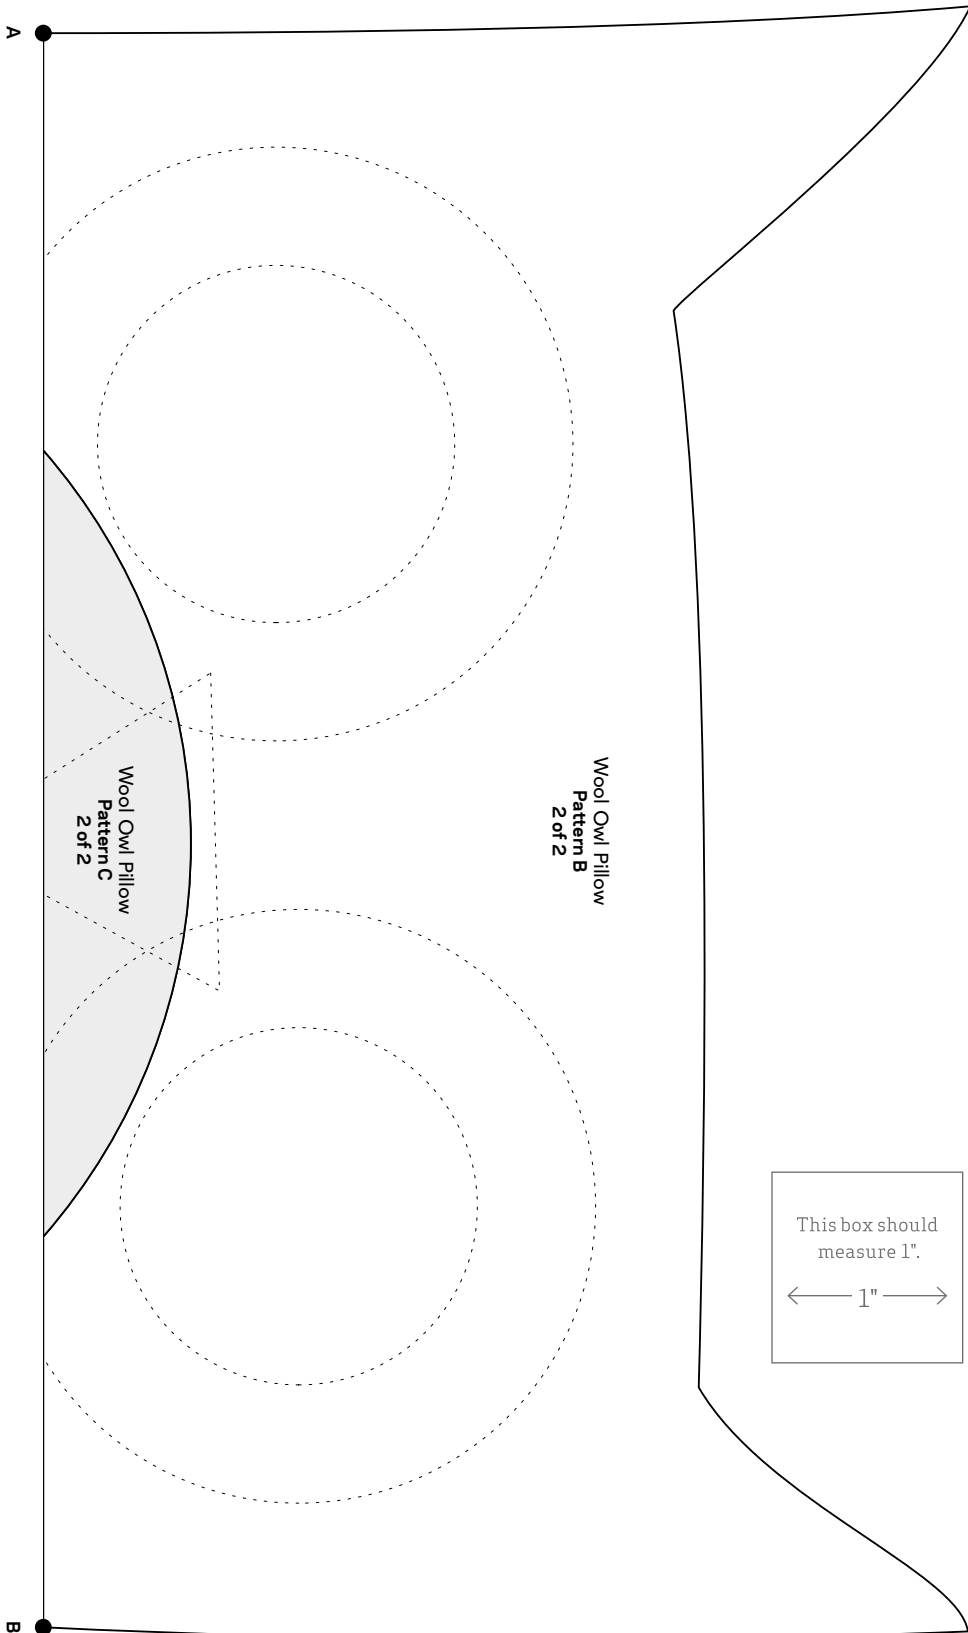 A
Wool Owl Pillow
Pattern B
2 of 2
Wool Owl Pillow
Pattern C
2 of 2
This box should
measure 1".
1"
B